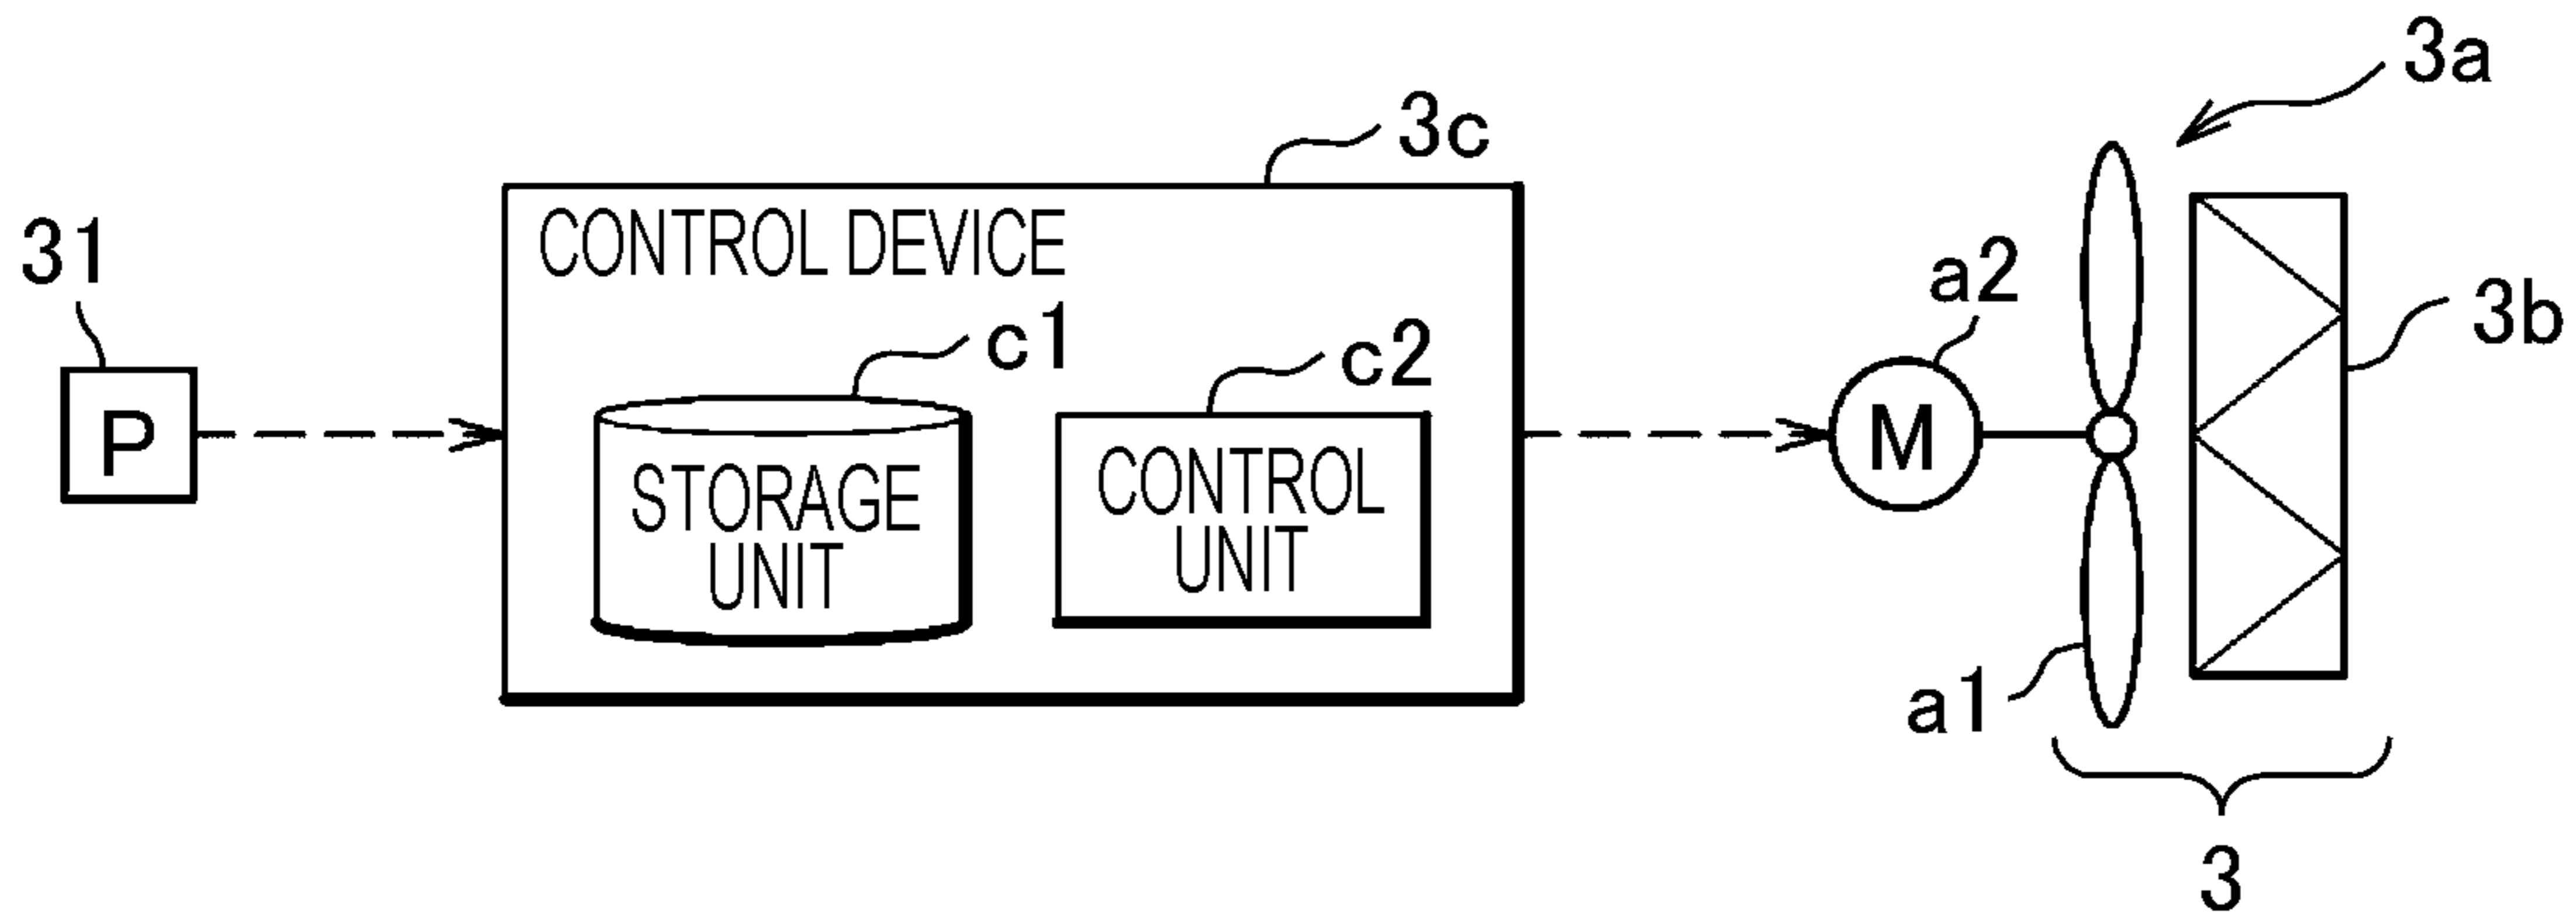 3a
3c
31
CONTROL DEVICE
a2
3b
c1
c2
P
M
STORAGE
UNIT
CONTROL
UNIT
a1
3